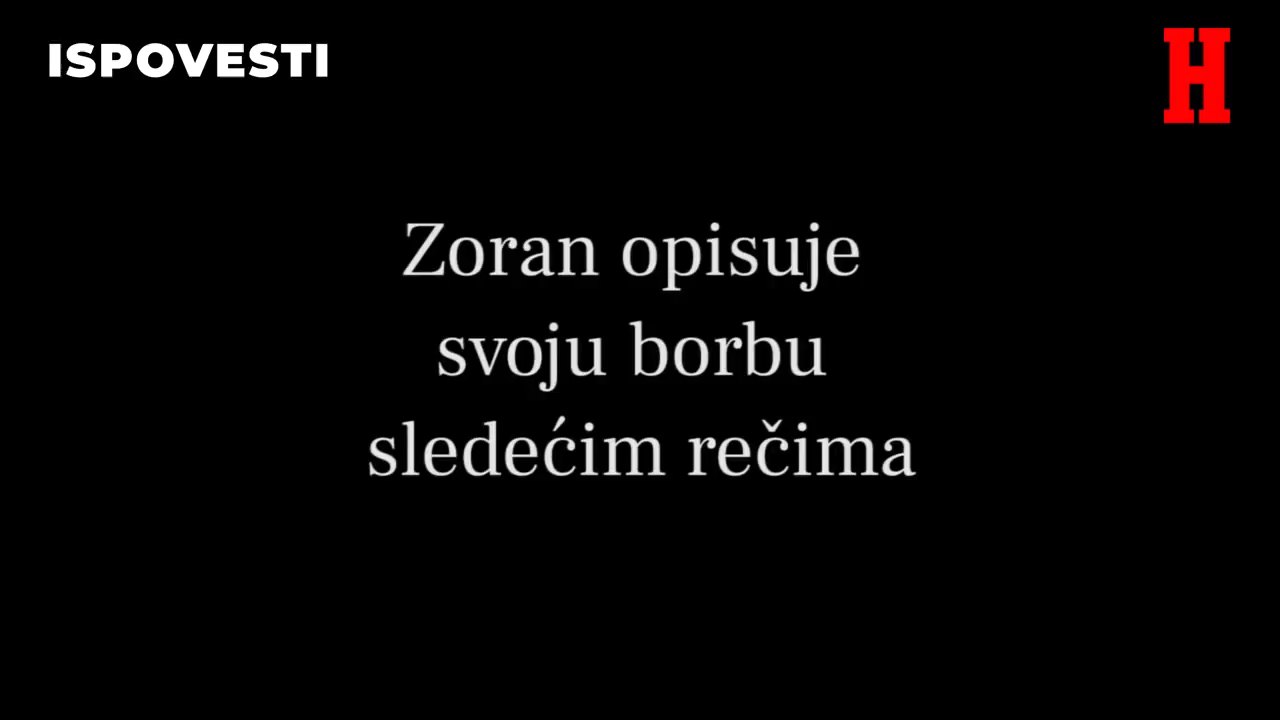 ISPOVESTI
H
Zoran opisuje
svoju borbu
sledećim rečima